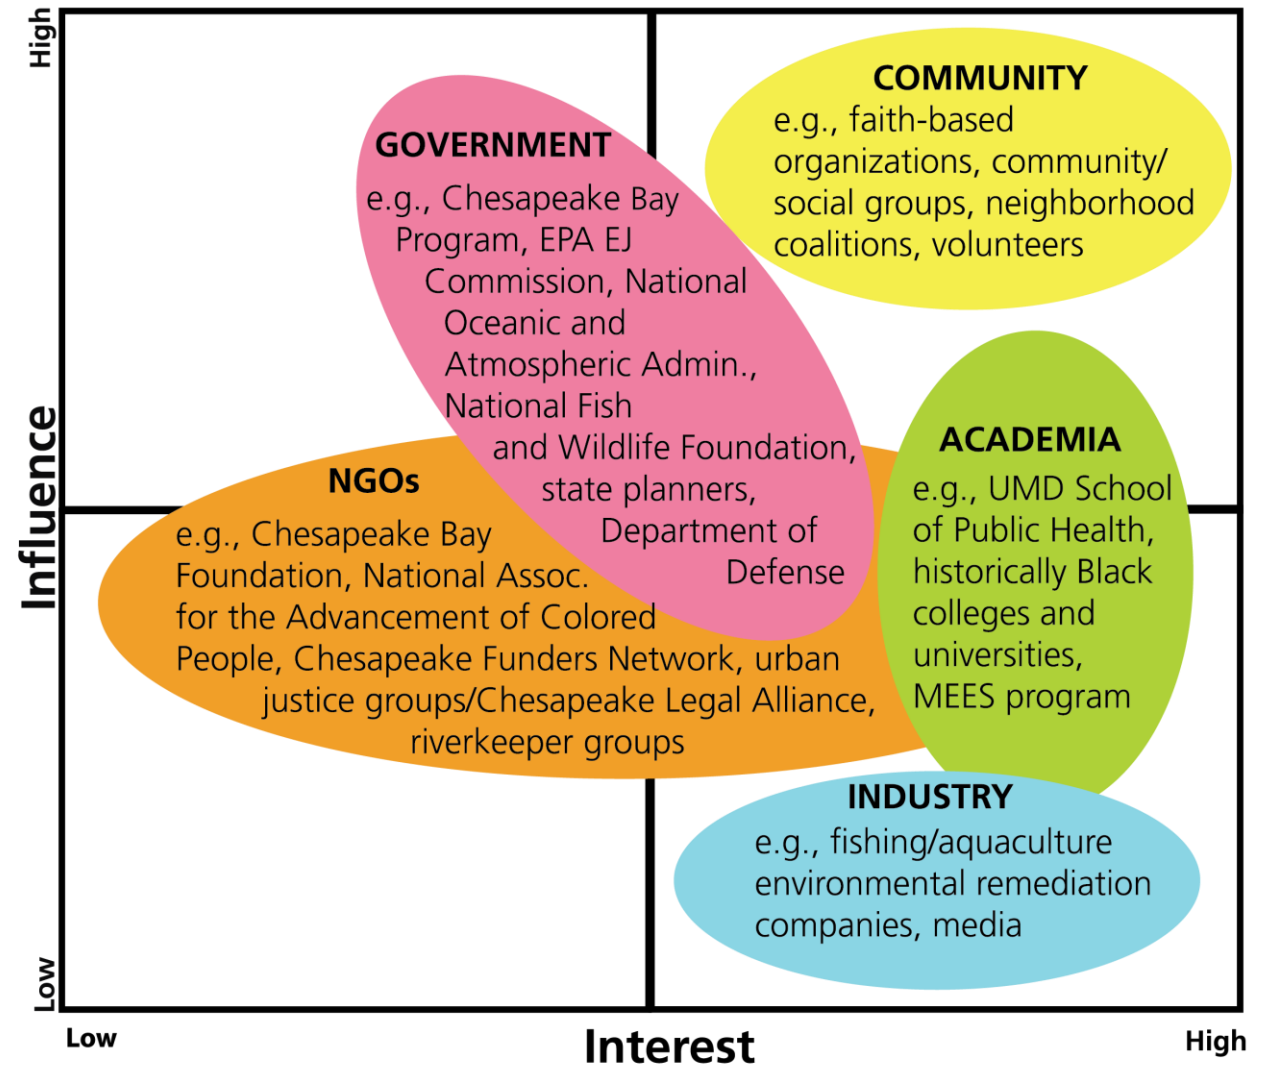 High
COMMUNITY
e.g., faith-based
organizations, community/
social groups, neighborhood
coalitions, volunteers
GOVERNMENT
e.g., Chesapeake Bay
Program, EPA EJ
Commission, National
Oceanic and
Atmospheric Admin.,
National Fish
and Wildlife Foundation,
state planners,
Department of
Defense
ACADEMIA
e.g., UMD School
of Public Health,
historically Black
colleges and
universities,
MEES program
NGOs
e.g., Chesapeake Bay
Foundation, National Assoc.
for the Advancement of Colored
People, Chesapeake Funders Network, urban
justice groups/Chesapeake Legal Alliance,
riverkeeper groups
INDUSTRY
e.g., fishing/aquaculture
environmental remediation
companies, media
Influence
Low
Low
Interest
High